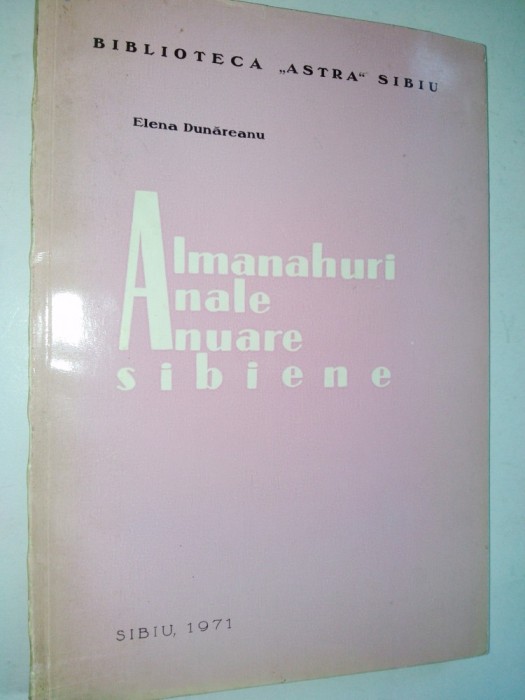 BIBLIOTECA „ASTRA“ SIBIU
Elena Dunăreanu
Almanahuri
Anale
Anuare
sibiene
SIBIU, 1971